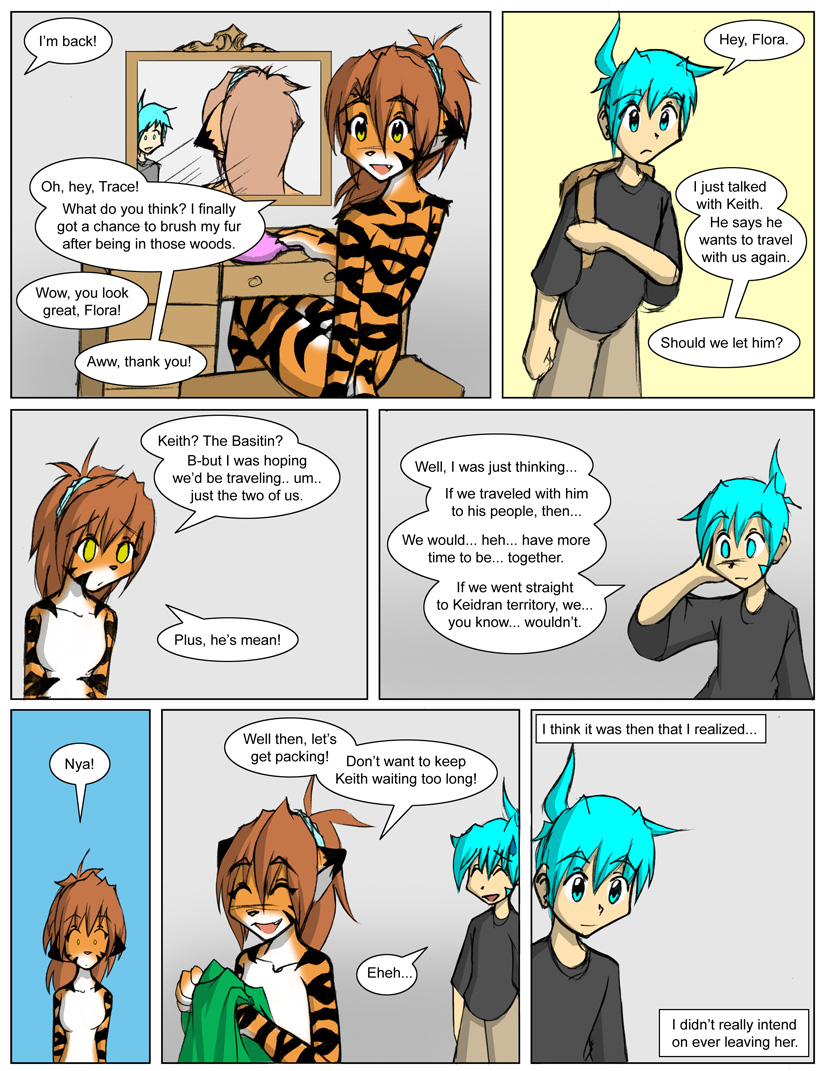 I'm back!
Oh, hey, Trace!
What do you think? I finally
got a chance to brush my fur
after being in those woods.
Wow, you look
great, Flora!
Aww, thank you!
Hey, Flora.
I just talked
with Keith.
He says he
wants to travel
with us again.
Should we let him?
Keith? The Basitin?
B-but I was hoping
we'd be traveling.. um..
just the two of us.
Plus, he's mean!
Well, I was just thinking...
If we traveled with him
to his people, then...
We would... heh... have more
time to be... together.
If we went straight
to Keidran territory, we...
you know... wouldn't.
Nya!
Well then, let's
get packing!
Don't want to keep
Keith waiting too long!
Eheh...
I think it was then that I realized...
I didn't really intend
on ever leaving her.